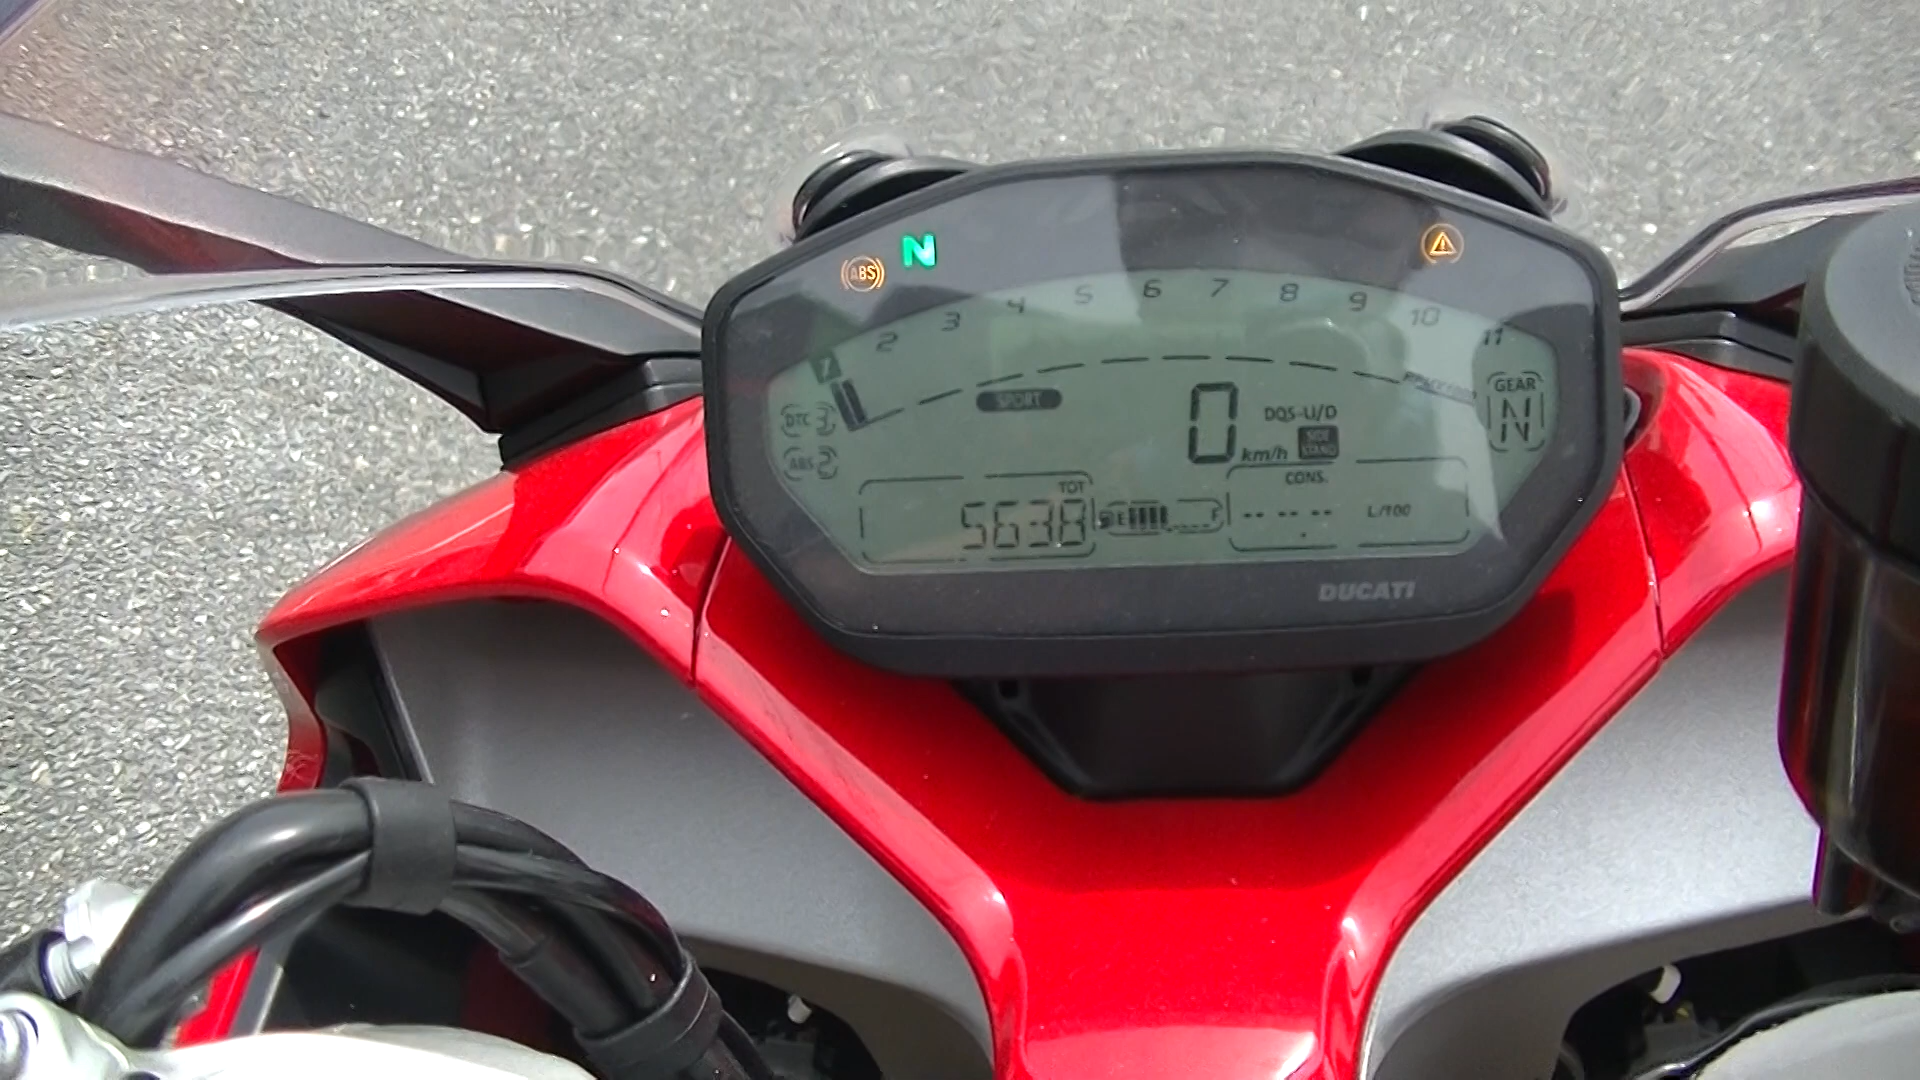 N
ABS
2 3 4 5 6 7 8 9 10 11
1
SPORT
GEAR
N
DTC 3
ABS 2
0
km/h
DQS-U/D
SIDE
STAND
TOT
5638
E F
CONS.
-- -- -- . L/100
DUCATI